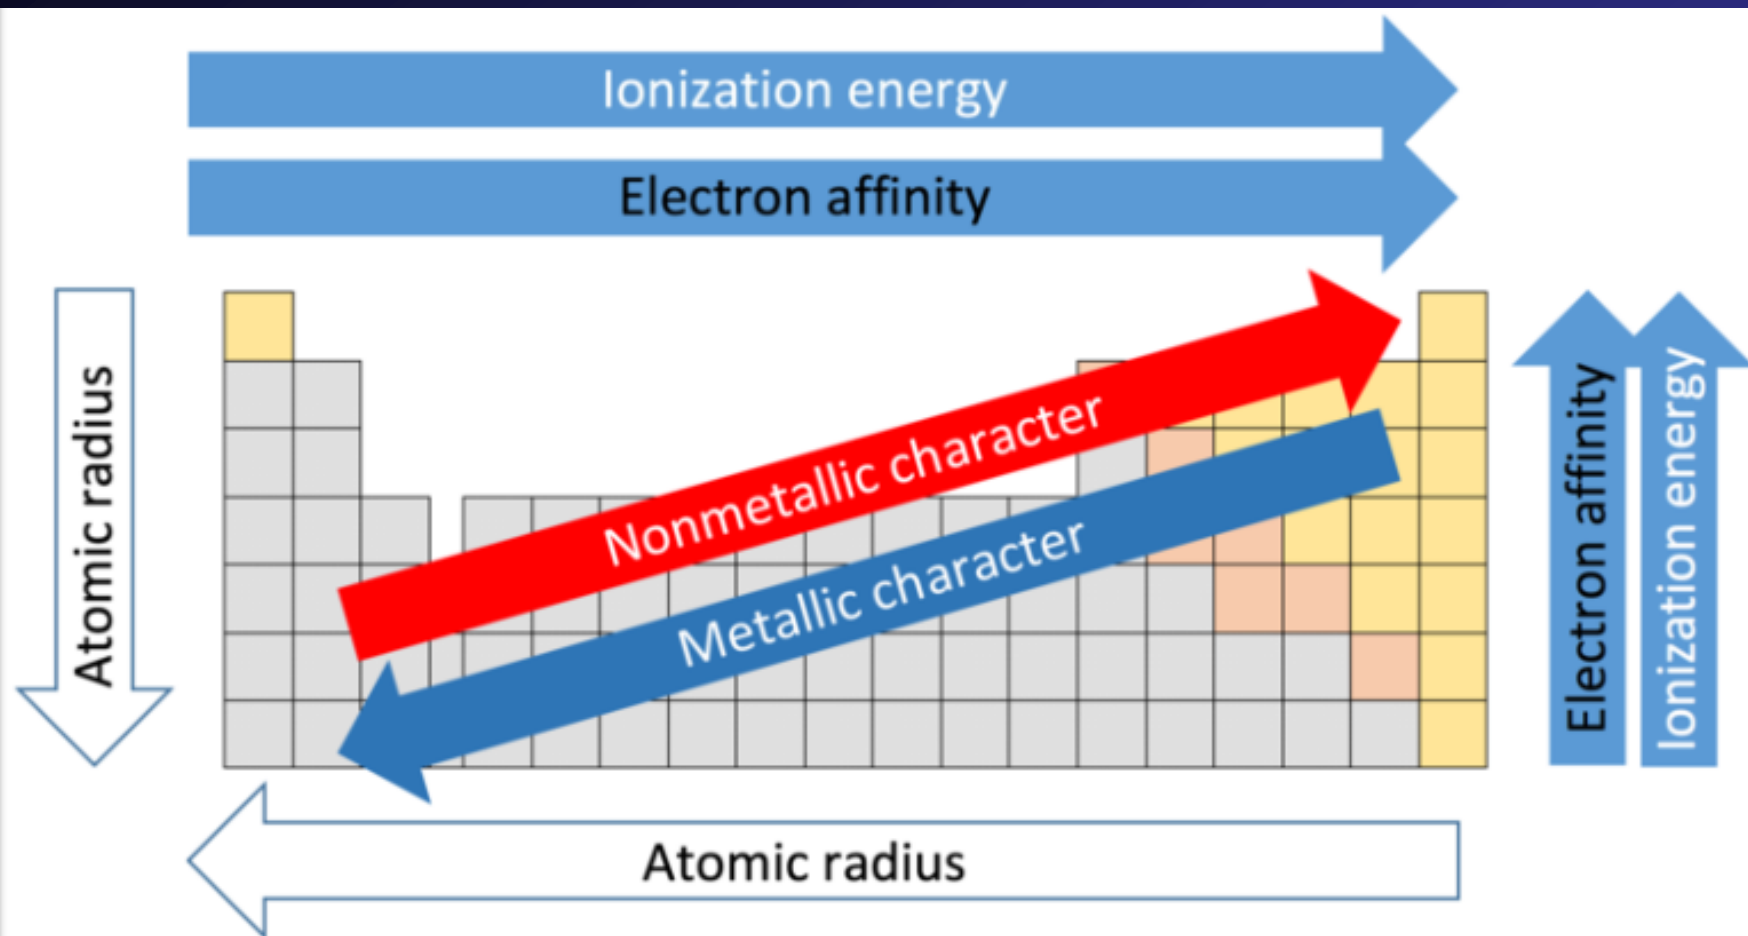 Ionization energy
Electron affinity
Atomic radius
Nonmetallic character
Metallic character
Electron affinity
Ionization energy
Atomic radius